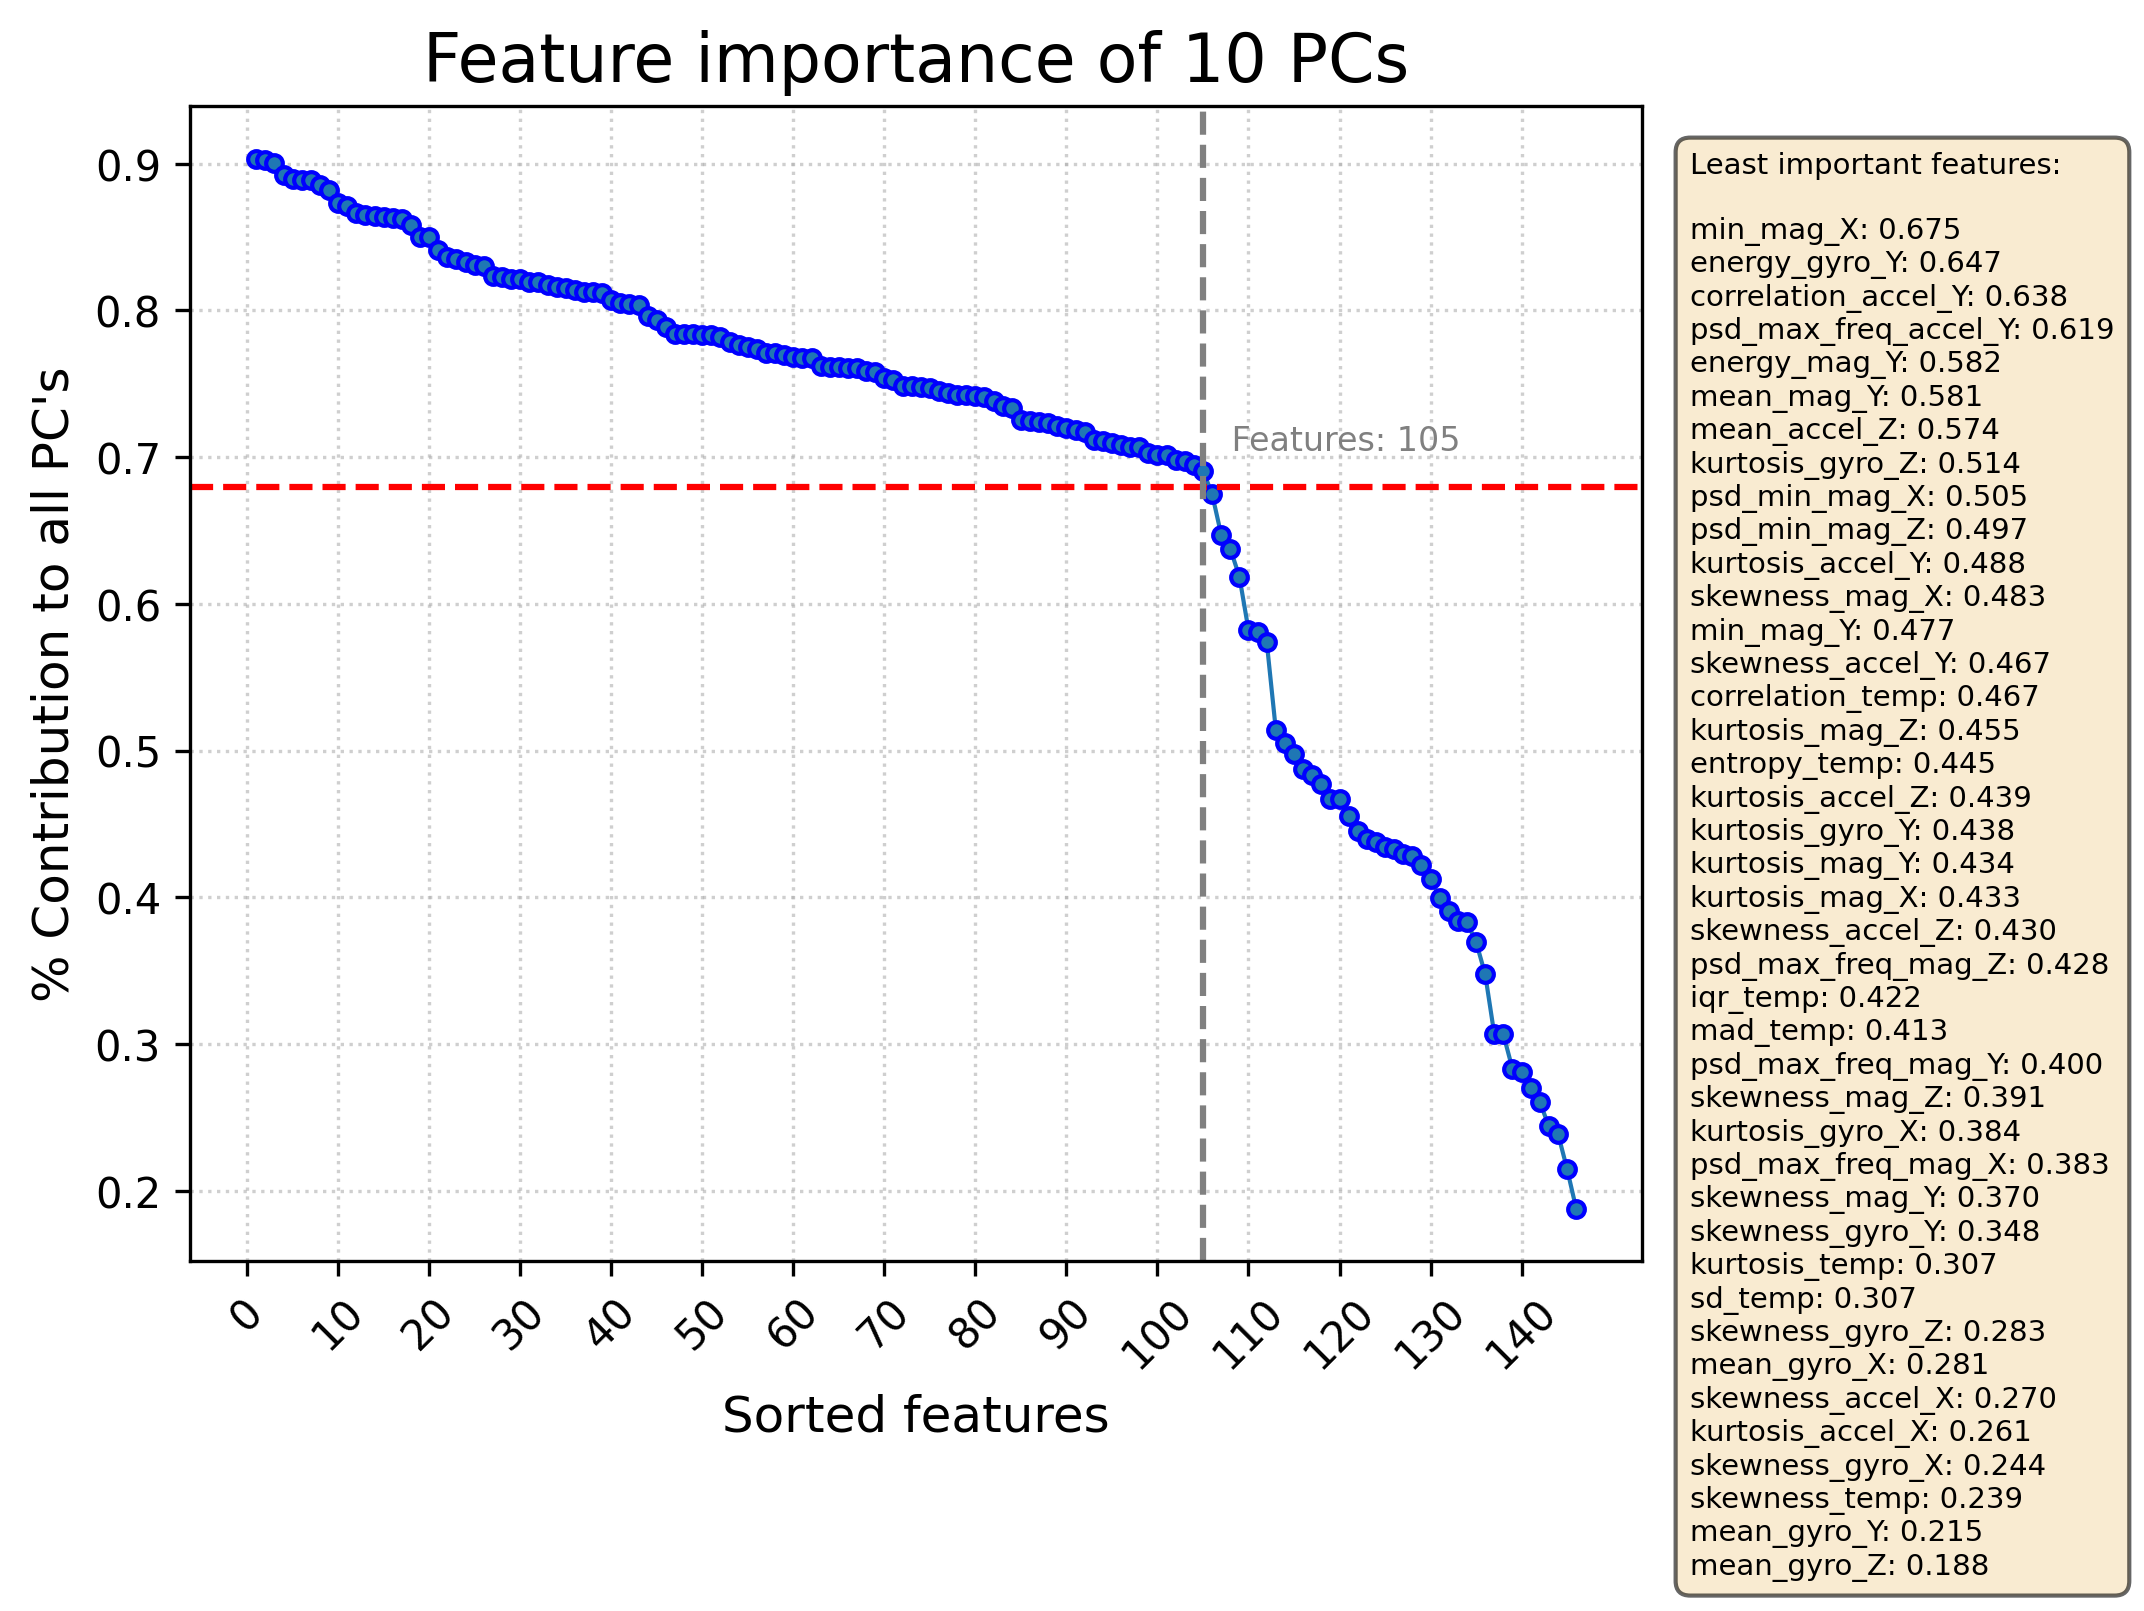 Feature importance of 10 PCs
% Contribution to all PC's
0.9
0.8
0.7
0.6
0.5
0.4
0.3
0.2
Features: 105
0
10
20
30
40
50
60
70
80
90
100
110
120
130
140
Sorted features
Least important features:
min_mag_X: 0.675
energy_gyro_Y: 0.647
correlation_accel_Y: 0.638
psd_max_freq_accel_Y: 0.619
energy_mag_Y: 0.582
mean_mag_Y: 0.581
mean_accel_Z: 0.574
kurtosis_gyro_Z: 0.514
psd_min_mag_X: 0.505
psd_min_mag_Z: 0.497
kurtosis_accel_Y: 0.488
skewness_mag_X: 0.483
min_mag_Y: 0.477
skewness_accel_Y: 0.467
correlation_temp: 0.467
kurtosis_mag_Z: 0.455
entropy_temp: 0.445
kurtosis_accel_Z: 0.439
kurtosis_gyro_Y: 0.438
kurtosis_mag_Y: 0.434
kurtosis_mag_X: 0.433
skewness_accel_Z: 0.430
psd_max_freq_mag_Z: 0.428
iqr_temp: 0.422
mad_temp: 0.413
psd_max_freq_mag_Y: 0.400
skewness_mag_Z: 0.391
kurtosis_gyro_X: 0.384
psd_max_freq_mag_X: 0.383
skewness_mag_Y: 0.370
skewness_gyro_Y: 0.348
kurtosis_temp: 0.307
sd_temp: 0.307
skewness_gyro_Z: 0.283
mean_gyro_X: 0.281
skewness_accel_X: 0.270
kurtosis_accel_X: 0.261
skewness_gyro_X: 0.244
skewness_temp: 0.239
mean_gyro_Y: 0.215
mean_gyro_Z: 0.188